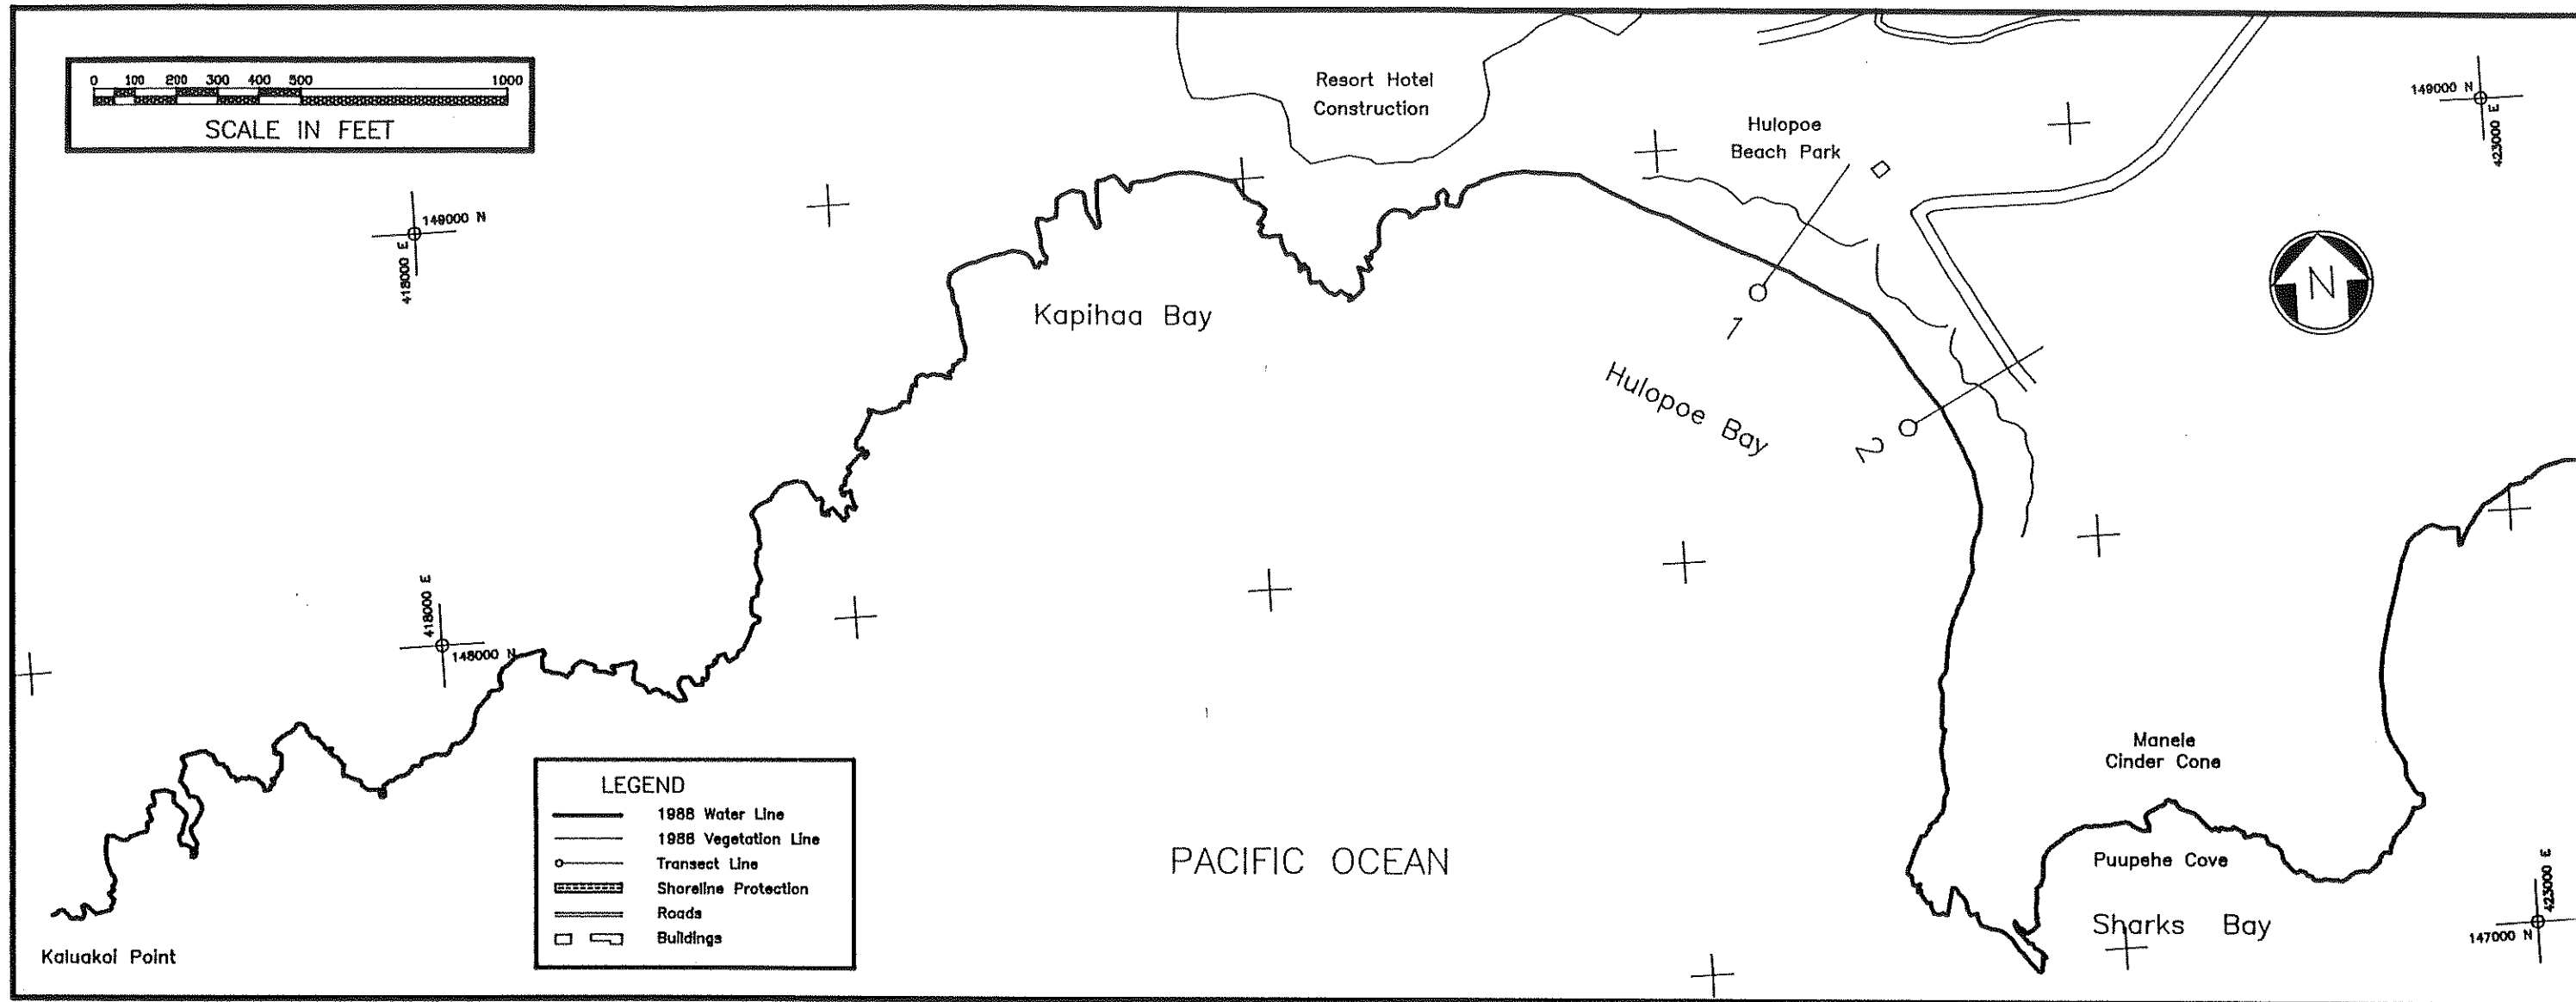 0 100 200 300 400 500 1000
SCALE IN FEET
Resort Hotel
Construction
Hulopoe
Beach Park
149000 N
423000 E
149000 N
418000 E
N
Kapihaa Bay
1
Hulopoe Bay
2
418000 E
148000 N
Manele
Cinder Cone
Puupehe Cove
Sharks Bay
423000 E
147000 N
PACIFIC OCEAN
Kaluakoi Point
LEGEND
1988 Water Line
1988 Vegetation Line
Transect Line
Shoreline Protection
Roads
Buildings